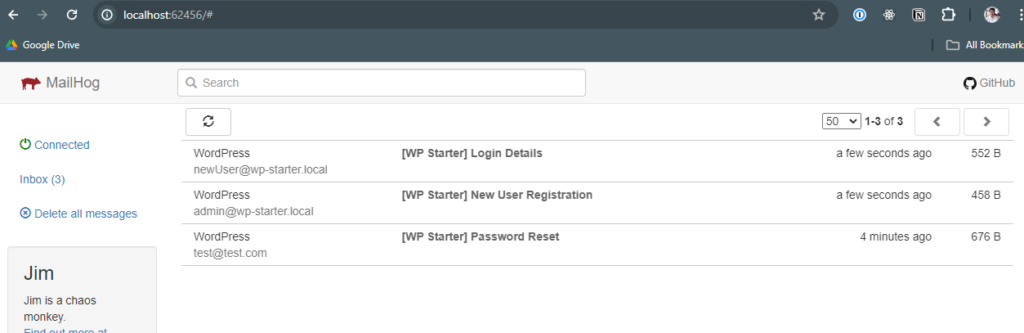 localhost:62456/#
Google Drive
All Bookmark
MailHog
Search
GitHub
50 1-3 of 3
Connected
Inbox (3)
Delete all messages
WordPress [WP Starter] Login Details a few seconds ago 552 B
newUser@wp-starter.local
WordPress [WP Starter] New User Registration a few seconds ago 458 B
admin@wp-starter.local
WordPress [WP Starter] Password Reset 4 minutes ago 676 B
test@test.com
Jim
Jim is a chaos
monkey.
Find out more at